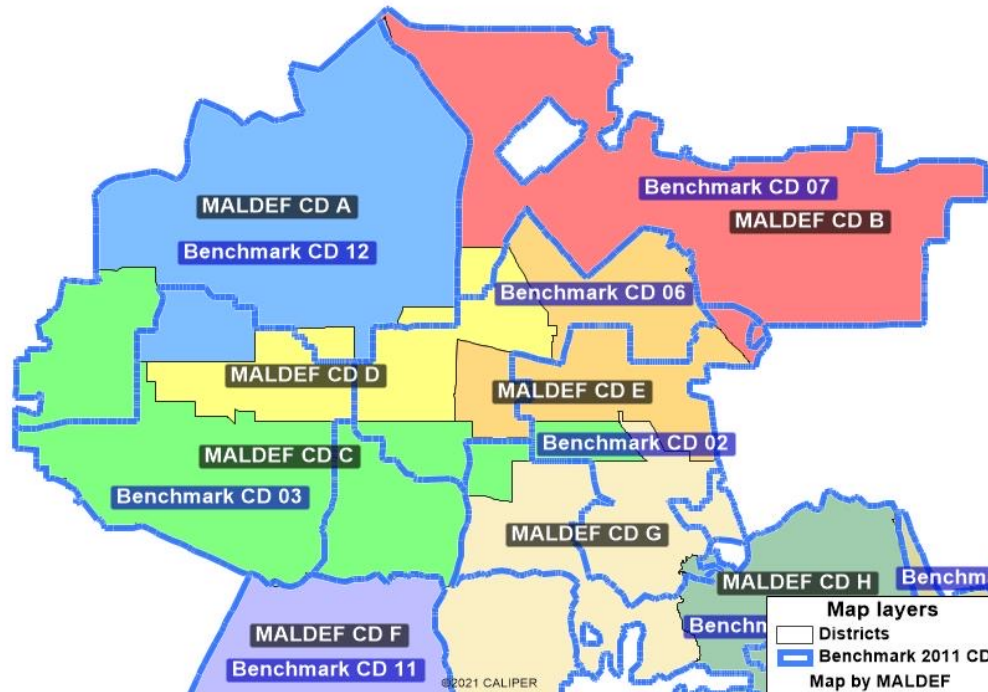 Benchmark CD 07
MALDEF CD A
MALDEF CD B
Benchmark CD 12
Benchmark CD 06
MALDEF CD D
MALDEF CD E
Benchmark CD 02
MALDEF CD C
Benchmark CD 03
MALDEF CD G
MALDEF CD H
Benchm
Map layers
Districts
Benchmark 2011 CD
Map by MALDEF
Benchm
MALDEF CD F
Benchmark CD 11
©2021 CALIPER